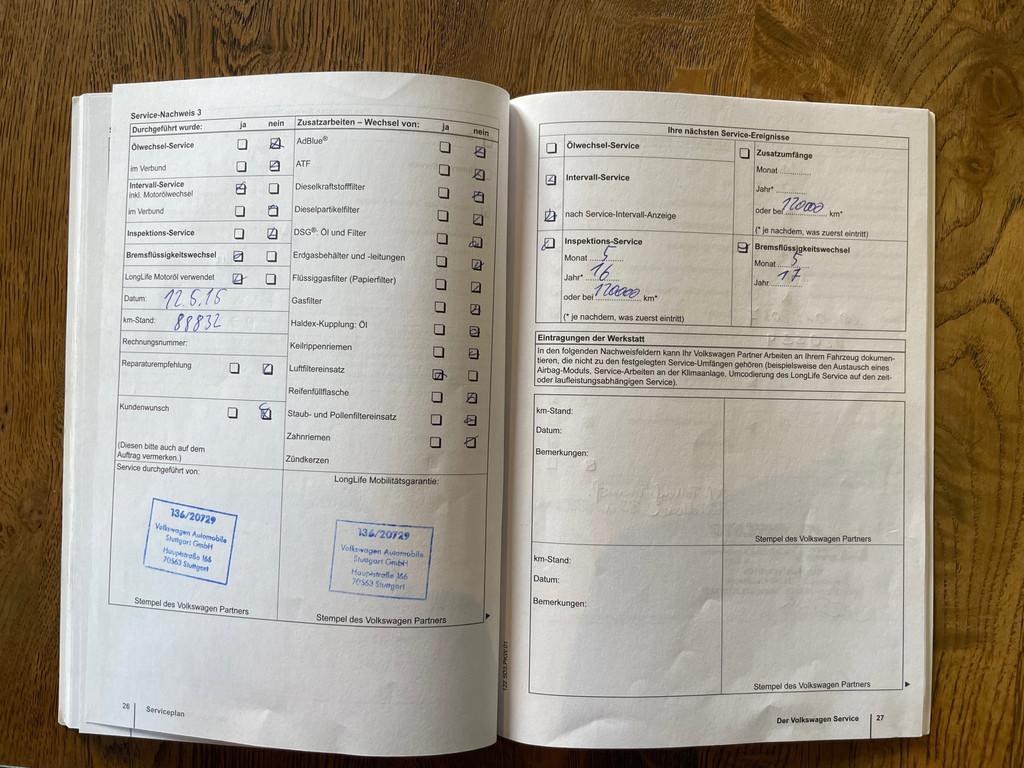 Service-Nachweis 3
Durchgeführt wurde: ja nein
Ölwechsel-Service
im Verbund
Intervall-Service
inkl. Motorölwechsel
im Verbund
Inspektions-Service
Bremsflüssigkeitswechsel
LongLife Motoröl verwendet
Datum: 12.5.15
km-Stand: 88832
Rechnungsnummer:
Reparaturempfehlung
Kundenwunsch
(Diesen bitte auch auf dem
Auftrag vermerken.)
Service durchgeführt von:
136/20729
Volkswagen Automobile
Stuttgart GmbH
Hauptstraße 166
70563 Stuttgart
Stempel des Volkswagen Partners
Zusatzarbeiten – Wechsel von: ja nein
AdBlue®
ATF
Dieselkraftstofffilter
Dieselpartikelfilter
DSG®: Öl und Filter
Erdgasbehälter und -leitungen
Flüssiggasfilter (Papierfilter)
Gasfilter
Haldex-Kupplung: Öl
Keilrippenriemen
Luftfiltereinsatz
Reifenfüllflasche
Staub- und Pollenfiltereinsatz
Zahnriemen
Zündkerzen
LongLife Mobilitätsgarantie:
136/20729
Volkswagen Automobile
Stuttgart GmbH
Hauptstraße 166
70563 Stuttgart
Stempel des Volkswagen Partners
26 Serviceplan
Ihre nächsten Service-Ereignisse
Ölwechsel-Service
Intervall-Service
nach Service-Intervall-Anzeige
Zusatzumfänge
Monat ...........
Jahr* ...........
oder bei 120000 km*
(* je nachdem, was zuerst eintritt)
Inspektions-Service
Monat 5
Jahr* 16
oder bei 120000 km*
(* je nachdem, was zuerst eintritt)
Bremsflüssigkeitswechsel
Monat 5
Jahr 17
Eintragungen der Werkstatt
In den folgenden Nachweisfeldern kann Ihr Volkswagen Partner Arbeiten an Ihrem Fahrzeug dokumen-
tieren, die nicht zu den festgelegten Service-Umfängen gehören (beispielsweise den Austausch eines
Airbag-Moduls, Service-Arbeiten an der Klimaanlage, Umcodierung des LongLife Service auf den zeit-
oder laufleistungsabhängigen Service).
km-Stand:
Datum:
Bemerkungen:
Stempel des Volkswagen Partners
km-Stand:
Datum:
Bemerkungen:
Stempel des Volkswagen Partners
Der Volkswagen Service 27